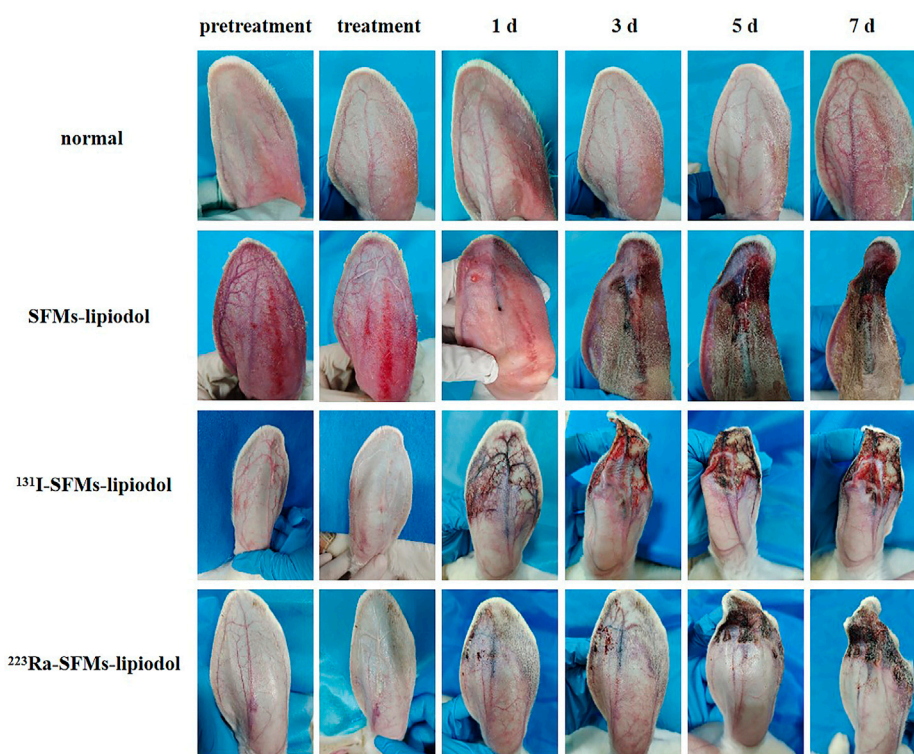 pretreatment treatment 1 d 3 d 5 d 7 d
normal
SFMs-lipiodol
¹³¹I-SFMs-lipiodol
²²³Ra-SFMs-lipiodol